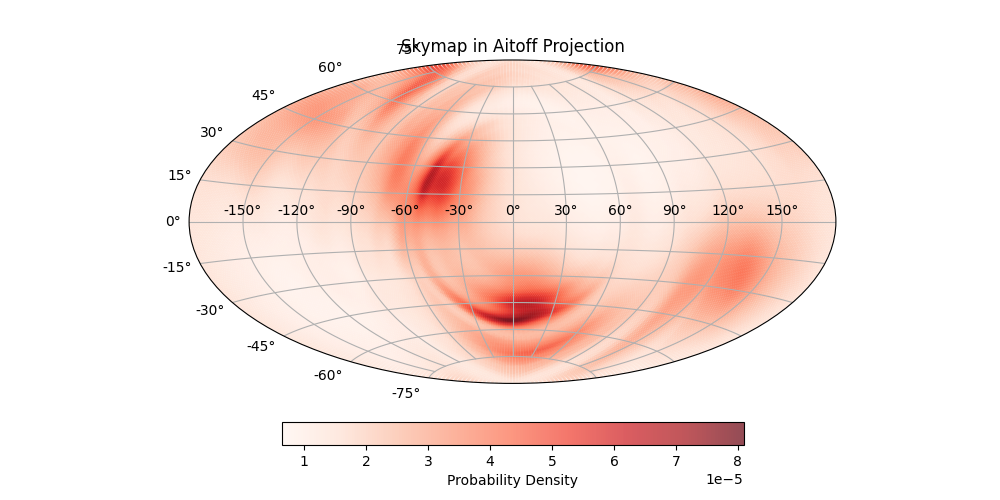 Skymap in Aitoff Projection
75°
60°
45°
30°
15°
-150° -120° -90° -60° -30° 0° 30° 60° 90° 120° 150°
0°
-15°
-30°
-45°
-60°
-75°
1 2 3 4 5 6 7 8
1e−5
Probability Density